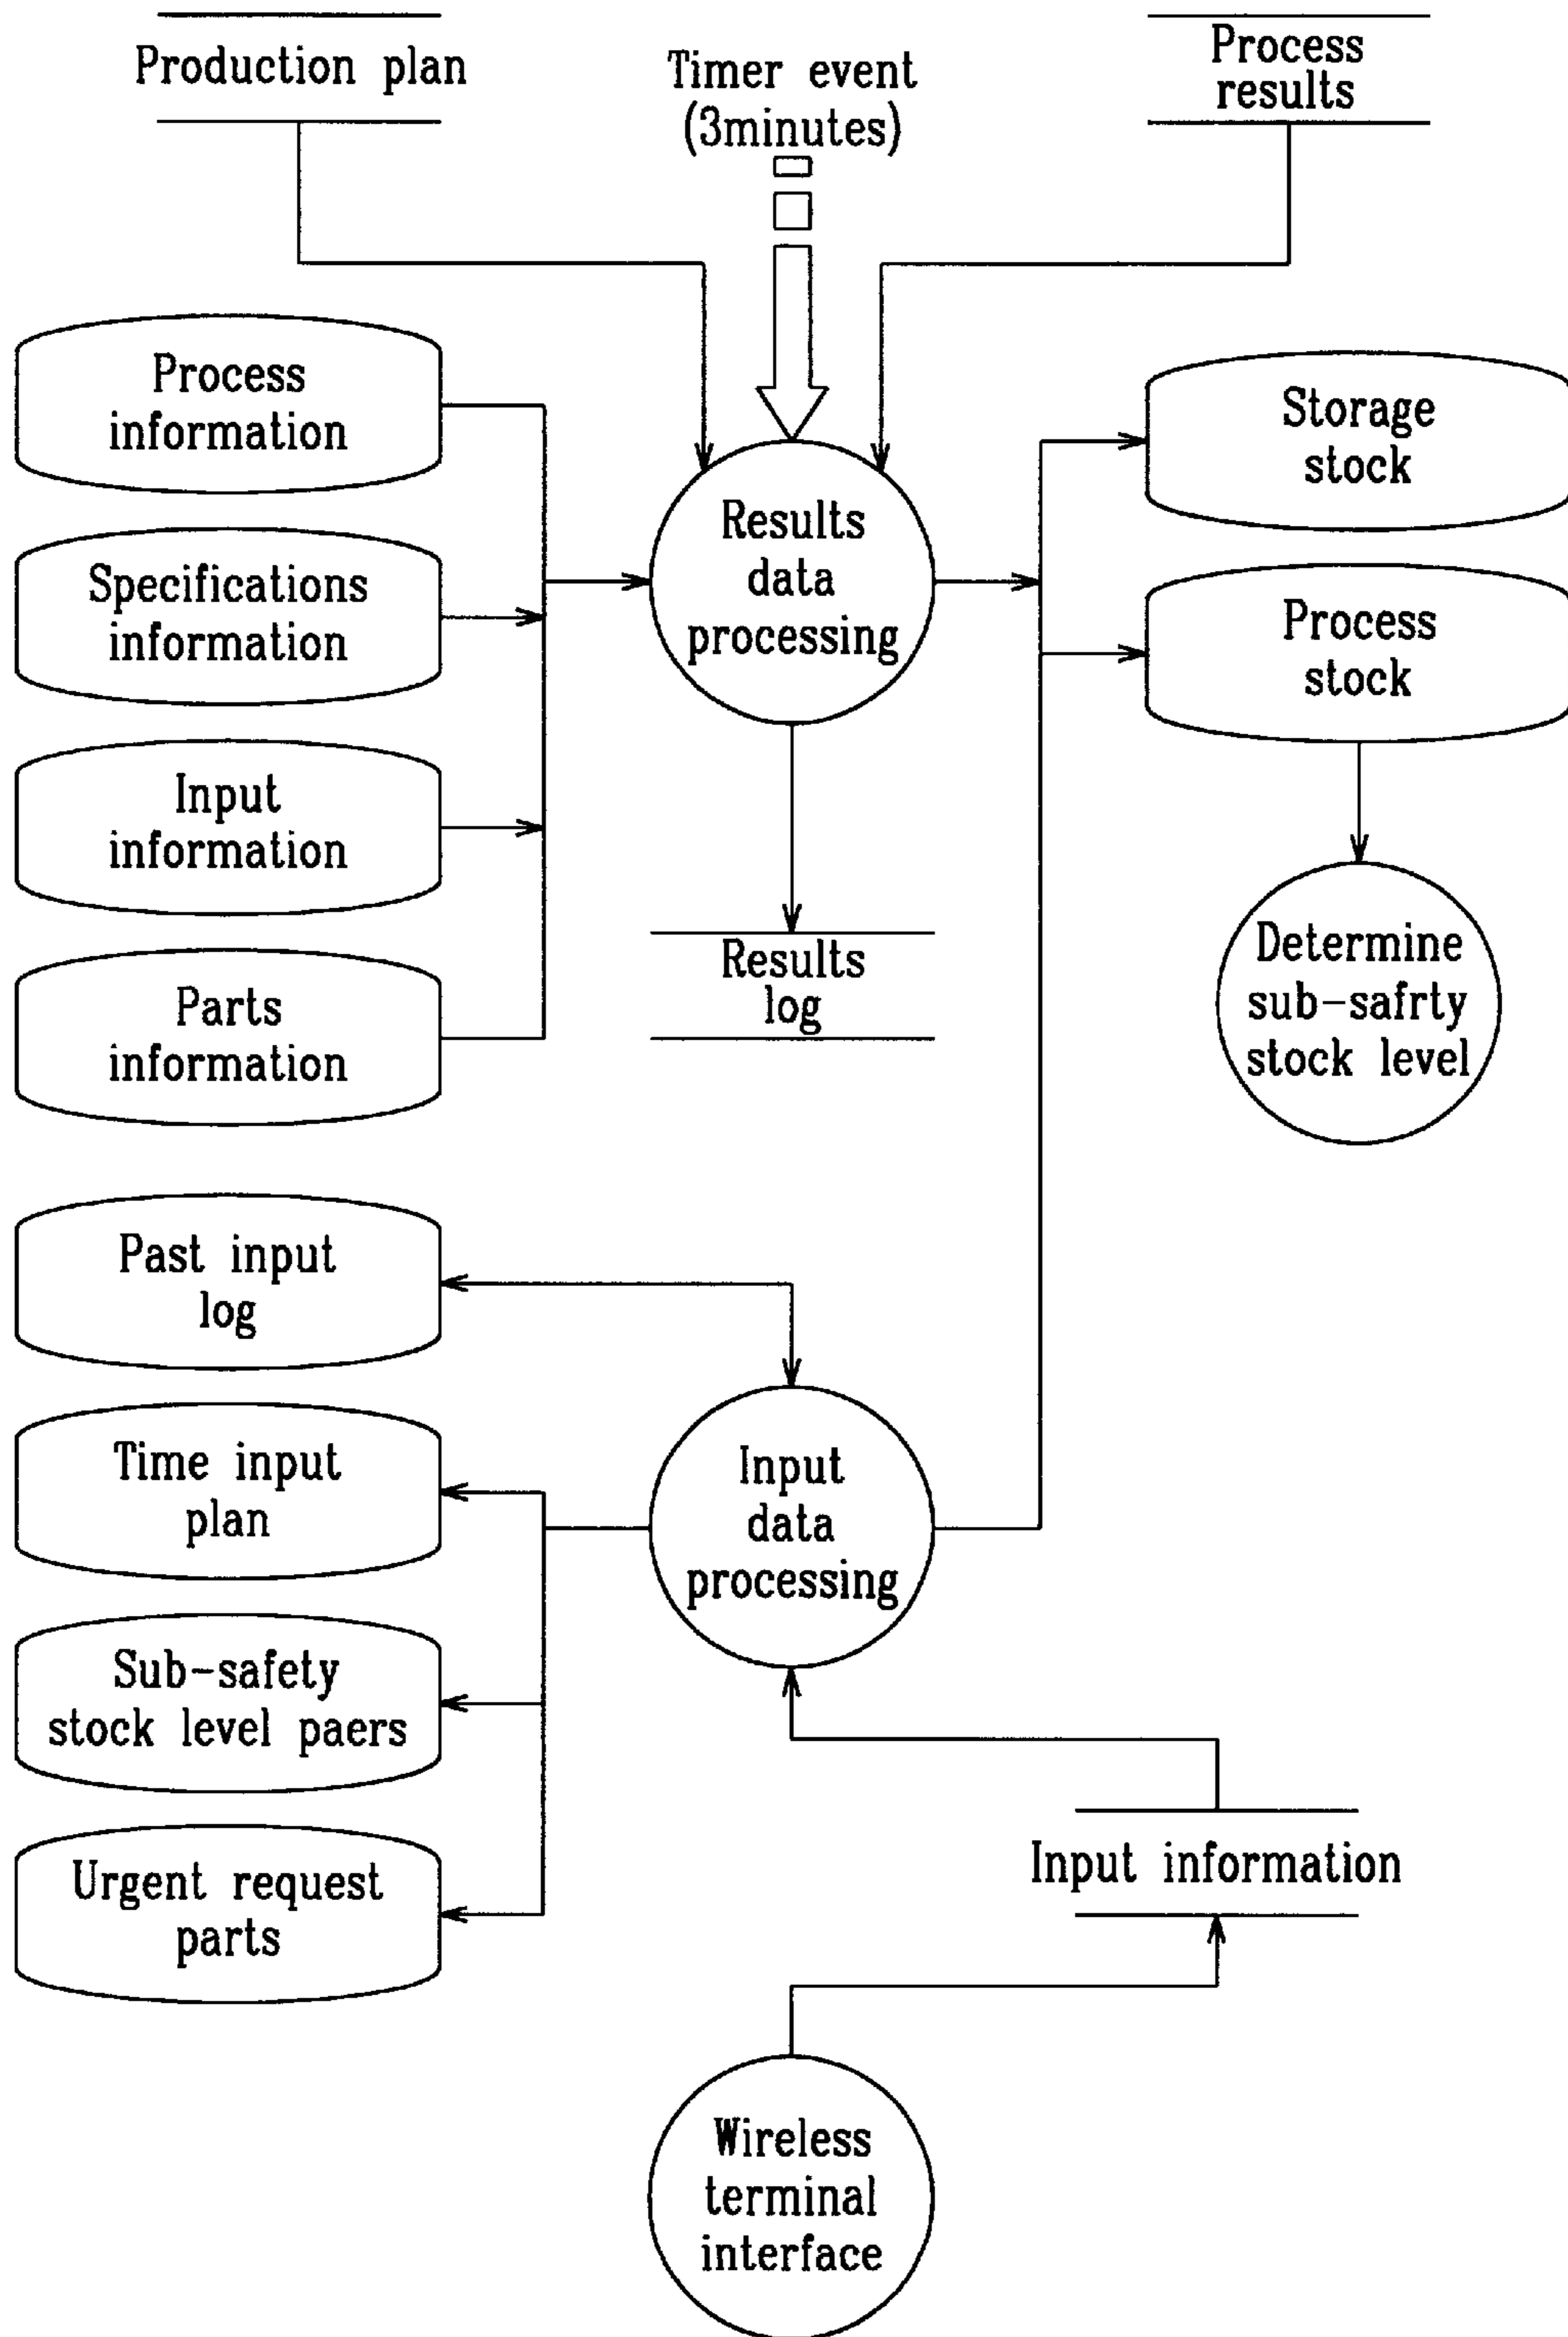 Production plan
Timer event
(3minutes)
Process
results
Process
information
Specifications
information
Input
information
Parts
information
Results
data
processing
Storage
stock
Process
stock
Results
log
Determine
sub-safrty
stock level
Past input
log
Time input
plan
Sub-safety
stock level paers
Urgent request
parts
Input
data
processing
Input information
Wireless
terminal
interface